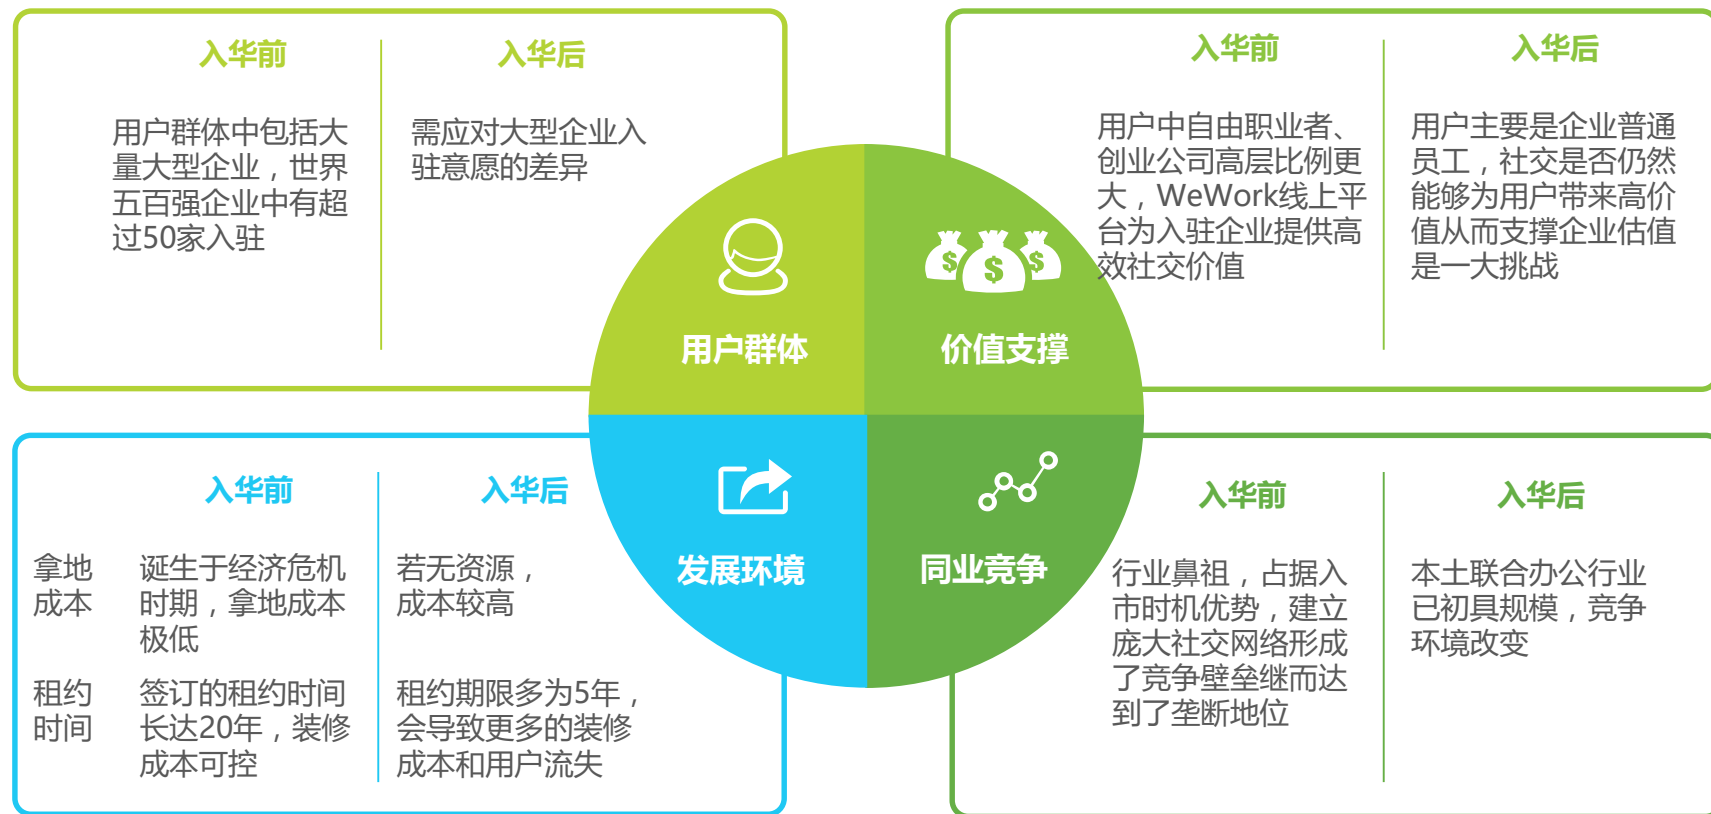 入华前
入华后
用户群体中包括大
量大型企业，世界
五百强企业中有超
过50家入驻
需应对大型企业入
驻意愿的差异
入华前
入华后
用户中自由职业者、
创业公司高层比例更
大，WeWork线上平
台为入驻企业提供高
效社交价值
用户主要是企业普通
员工，社交是否仍然
能够为用户带来高价
值从而支撑企业估值
是一大挑战
$ $ $
用户群体
价值支撑
发展环境
同业竞争
入华前
入华后
拿地
成本
诞生于经济危机
时期，拿地成本
极低
若无资源，
成本较高
租约
时间
签订的租约时间
长达20年，装修
成本可控
租约期限多为5年，
会导致更多的装修
成本和用户流失
入华前
入华后
行业鼻祖，占据入
市时机优势，建立
庞大社交网络形成
了竞争壁垒继而达
到了垄断地位
本土联合办公行业
已初具规模，竞争
环境改变